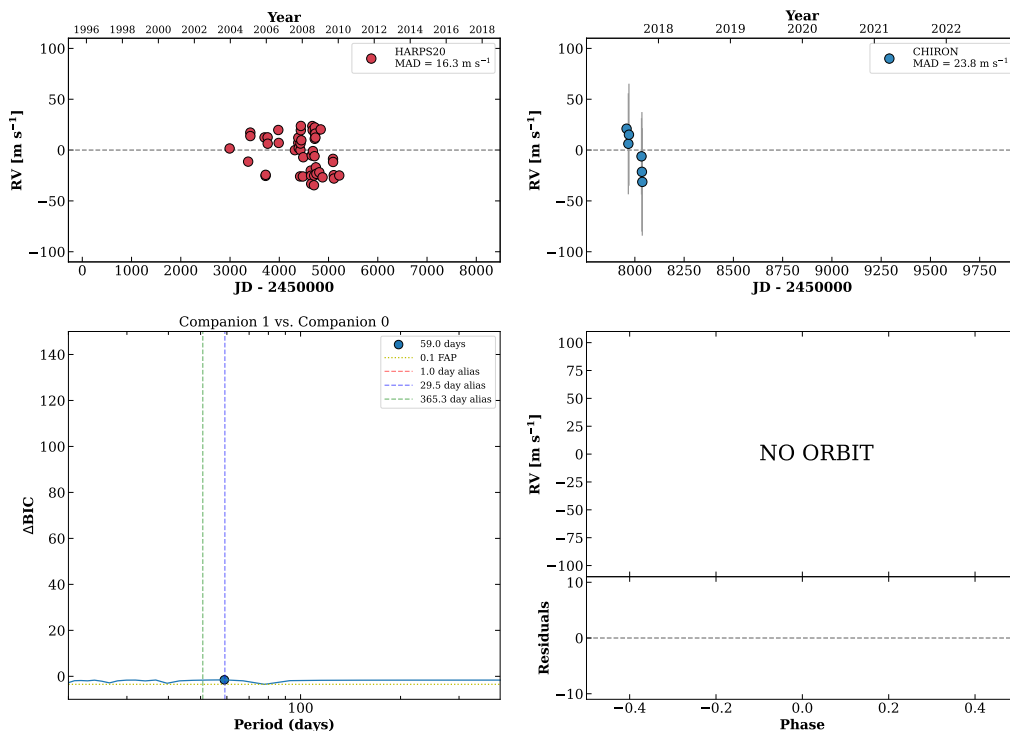 Year
1996 1998 2000 2002 2004 2006 2008 2010 2012 2014 2016 2018
HARPS20
MAD = 16.3 m s⁻¹
100
50
0
−50
−100
RV [m s⁻¹]
0 1000 2000 3000 4000 5000 6000 7000 8000
JD - 2450000
Year
2018 2019 2020 2021 2022
CHIRON
MAD = 23.8 m s⁻¹
100
50
0
−50
−100
RV [m s⁻¹]
8000 8250 8500 8750 9000 9250 9500 9750
JD - 2450000
Companion 1 vs. Companion 0
59.0 days
0.1 FAP
1.0 day alias
29.5 day alias
365.3 day alias
140
120
100
80
60
40
20
0
ΔBIC
100
Period (days)
100
75
50
25
0
−25
−50
−75
−100
RV [m s⁻¹]
NO ORBIT
10
0
−10
Residuals
−0.4 −0.2 0.0 0.2 0.4
Phase